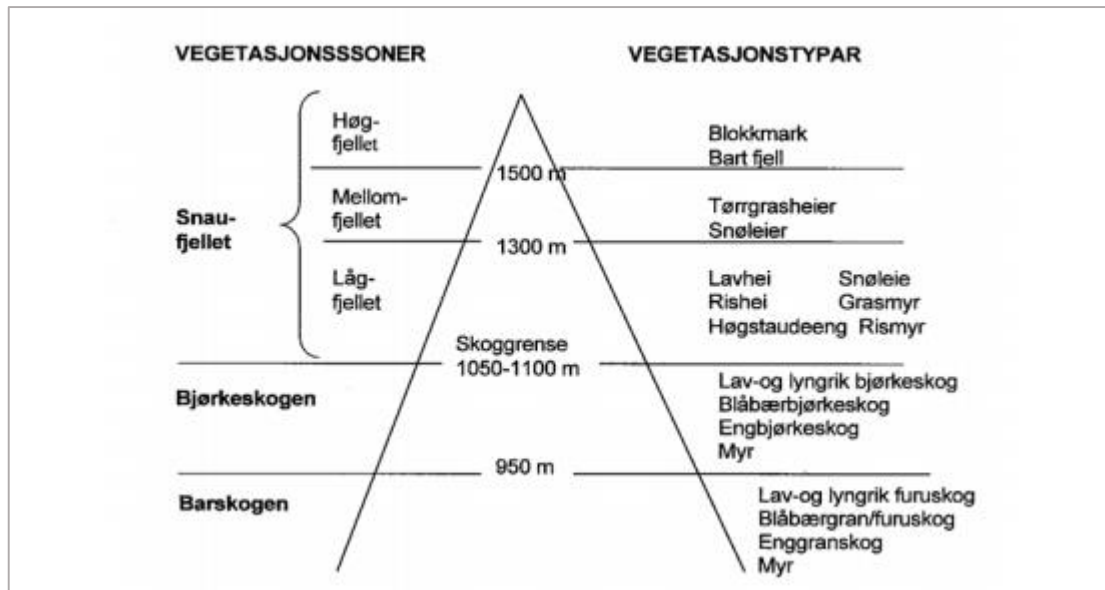 VEGETASJONSSSONER
VEGETASJONSTYPAR
Høg-
fjellet
Blokkmark
Bart fjell
1500 m
Mellom-
fjellet
Tørrgrasheier
Snøleier
Snau-
fjellet
1300 m
Låg-
fjellet
Lavhei Snøleie
Rishei Grasmyr
Høgstaudeeng Rismyr
Skoggrense
1050-1100 m
Bjørkeskogen
Lav-og lyngrik bjørkeskog
Blåbærbjørkeskog
Engbjørkeskog
Myr
950 m
Barskogen
Lav-og lyngrik furuskog
Blåbærgran/furuskog
Enggranskog
Myr